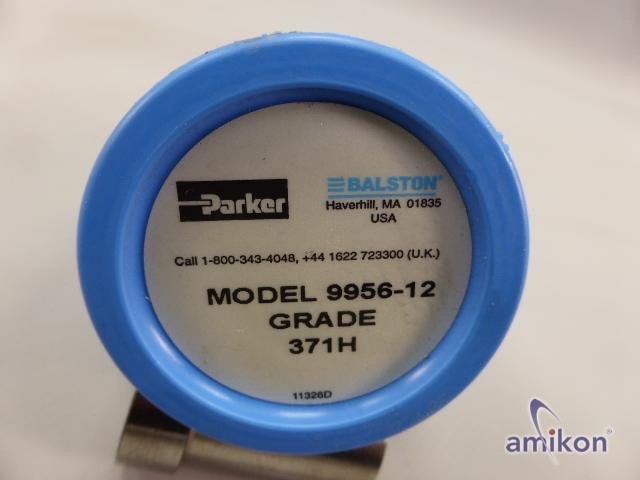 Parker
BALSTON®
Haverhill, MA 01835
USA
Call 1-800-343-4048, +44 1622 723300 (U.K.)
MODEL 9956-12
GRADE
371H
11326D
amikon®